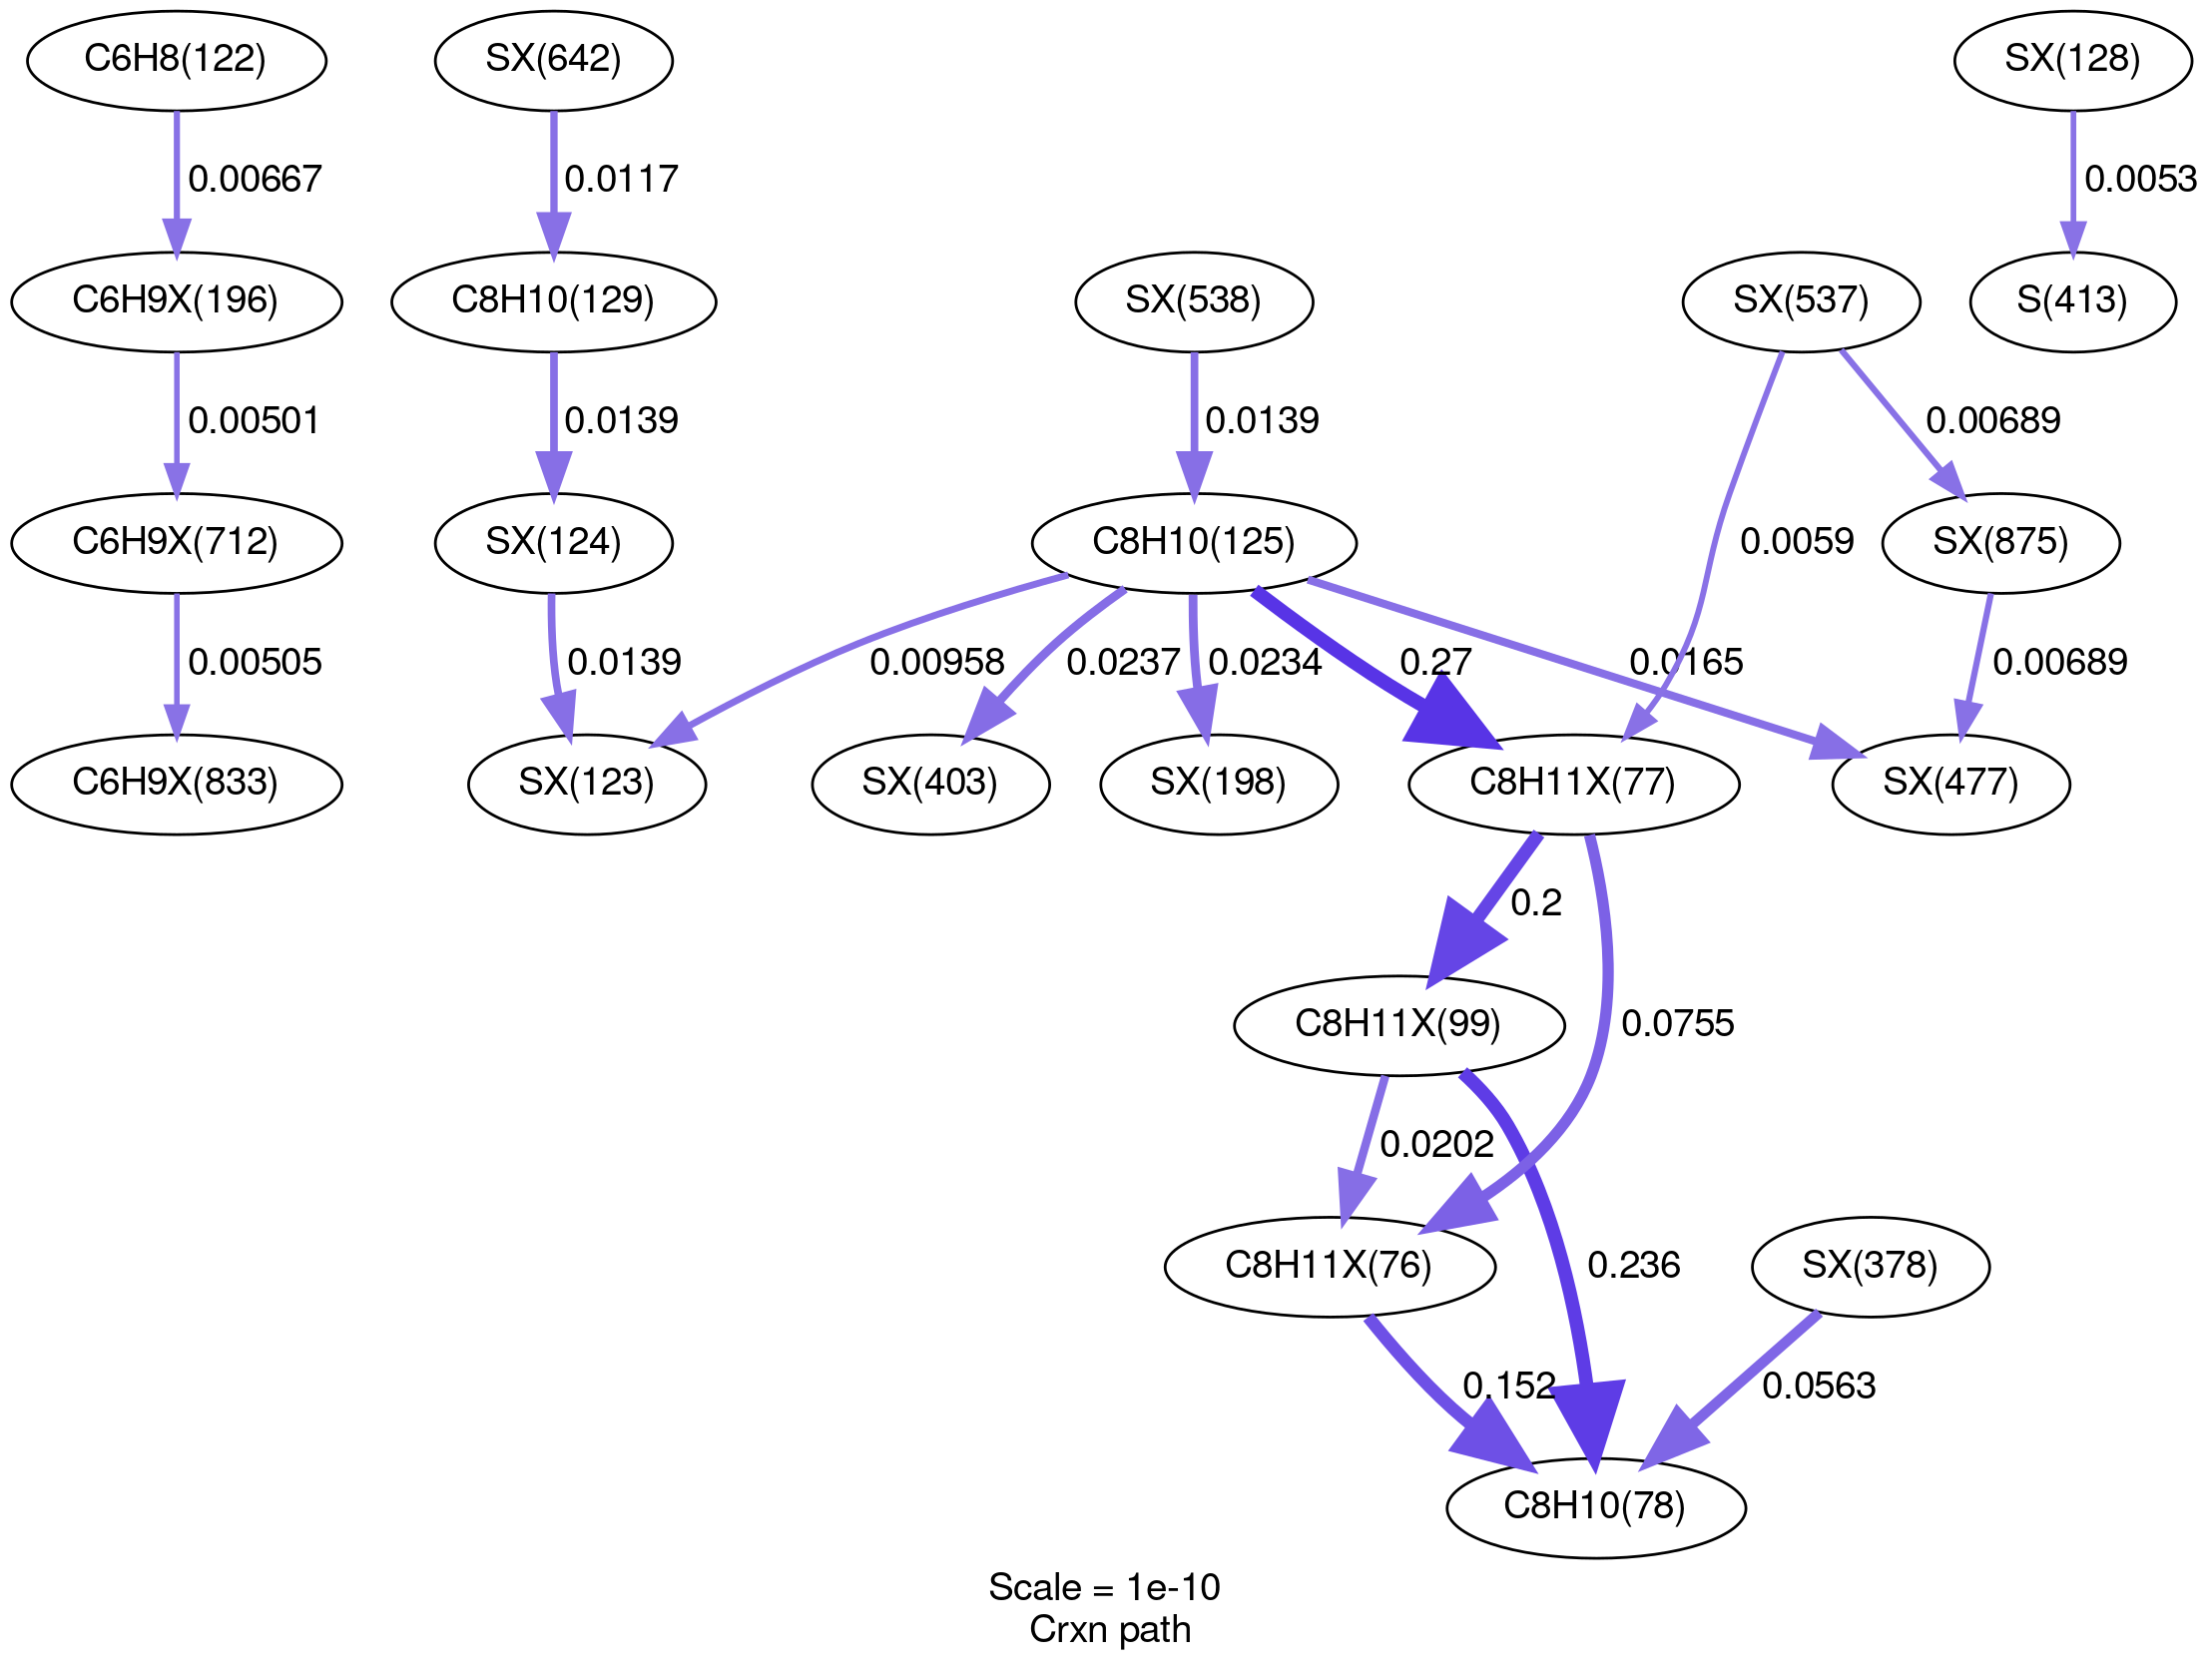 C6H8(122)
SX(642)
SX(128)
0.00667
0.0117
0.0053
C6H9X(196)
C8H10(129)
SX(538)
SX(537)
S(413)
0.00501
0.0139
0.0139
0.00689
C6H9X(712)
SX(124)
C8H10(125)
0.0059
SX(875)
0.00505
0.0139
0.00958
0.0237
0.0234
0.27
0.0165
0.00689
C6H9X(833)
SX(123)
SX(403)
SX(198)
C8H11X(77)
SX(477)
0.2
C8H11X(99)
0.0755
0.0202
C8H11X(76)
0.236
SX(378)
0.152
0.0563
C8H10(78)
Scale = 1e-10
Crxn path